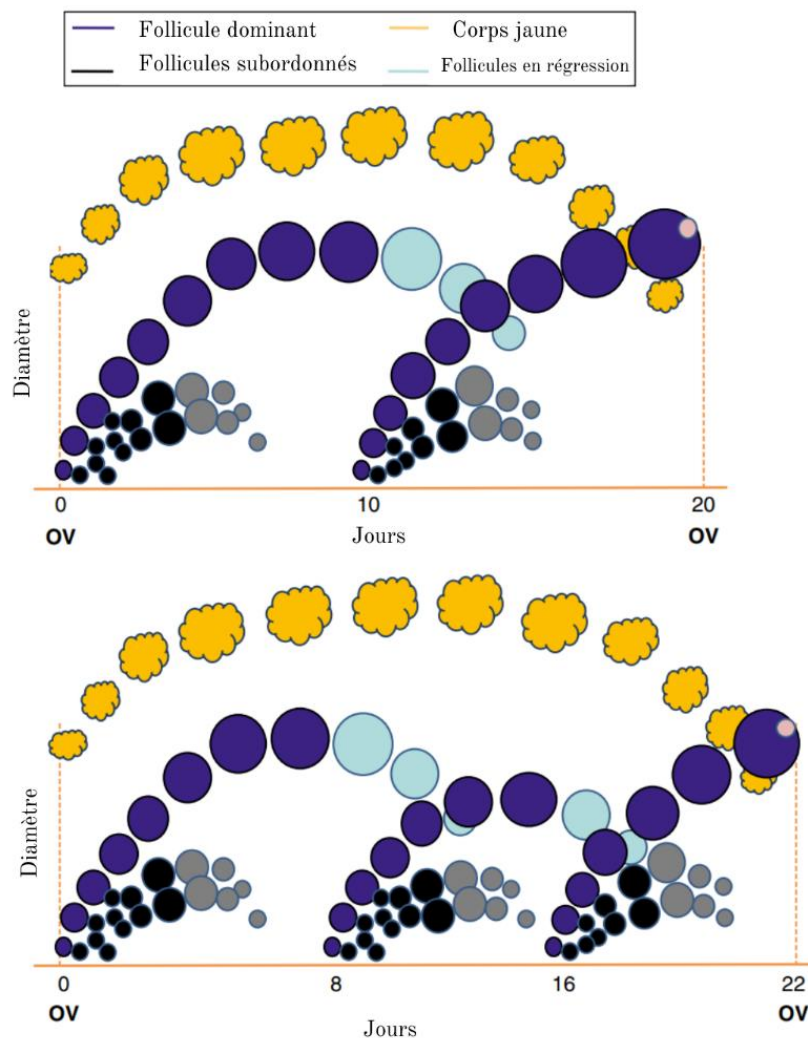 Follicule dominant
Corps jaune
Follicules subordonnés
Follicules en régression
Diamètre
0
10
20
OV
Jours
OV
Diamètre
0
8
16
22
OV
OV
Jours